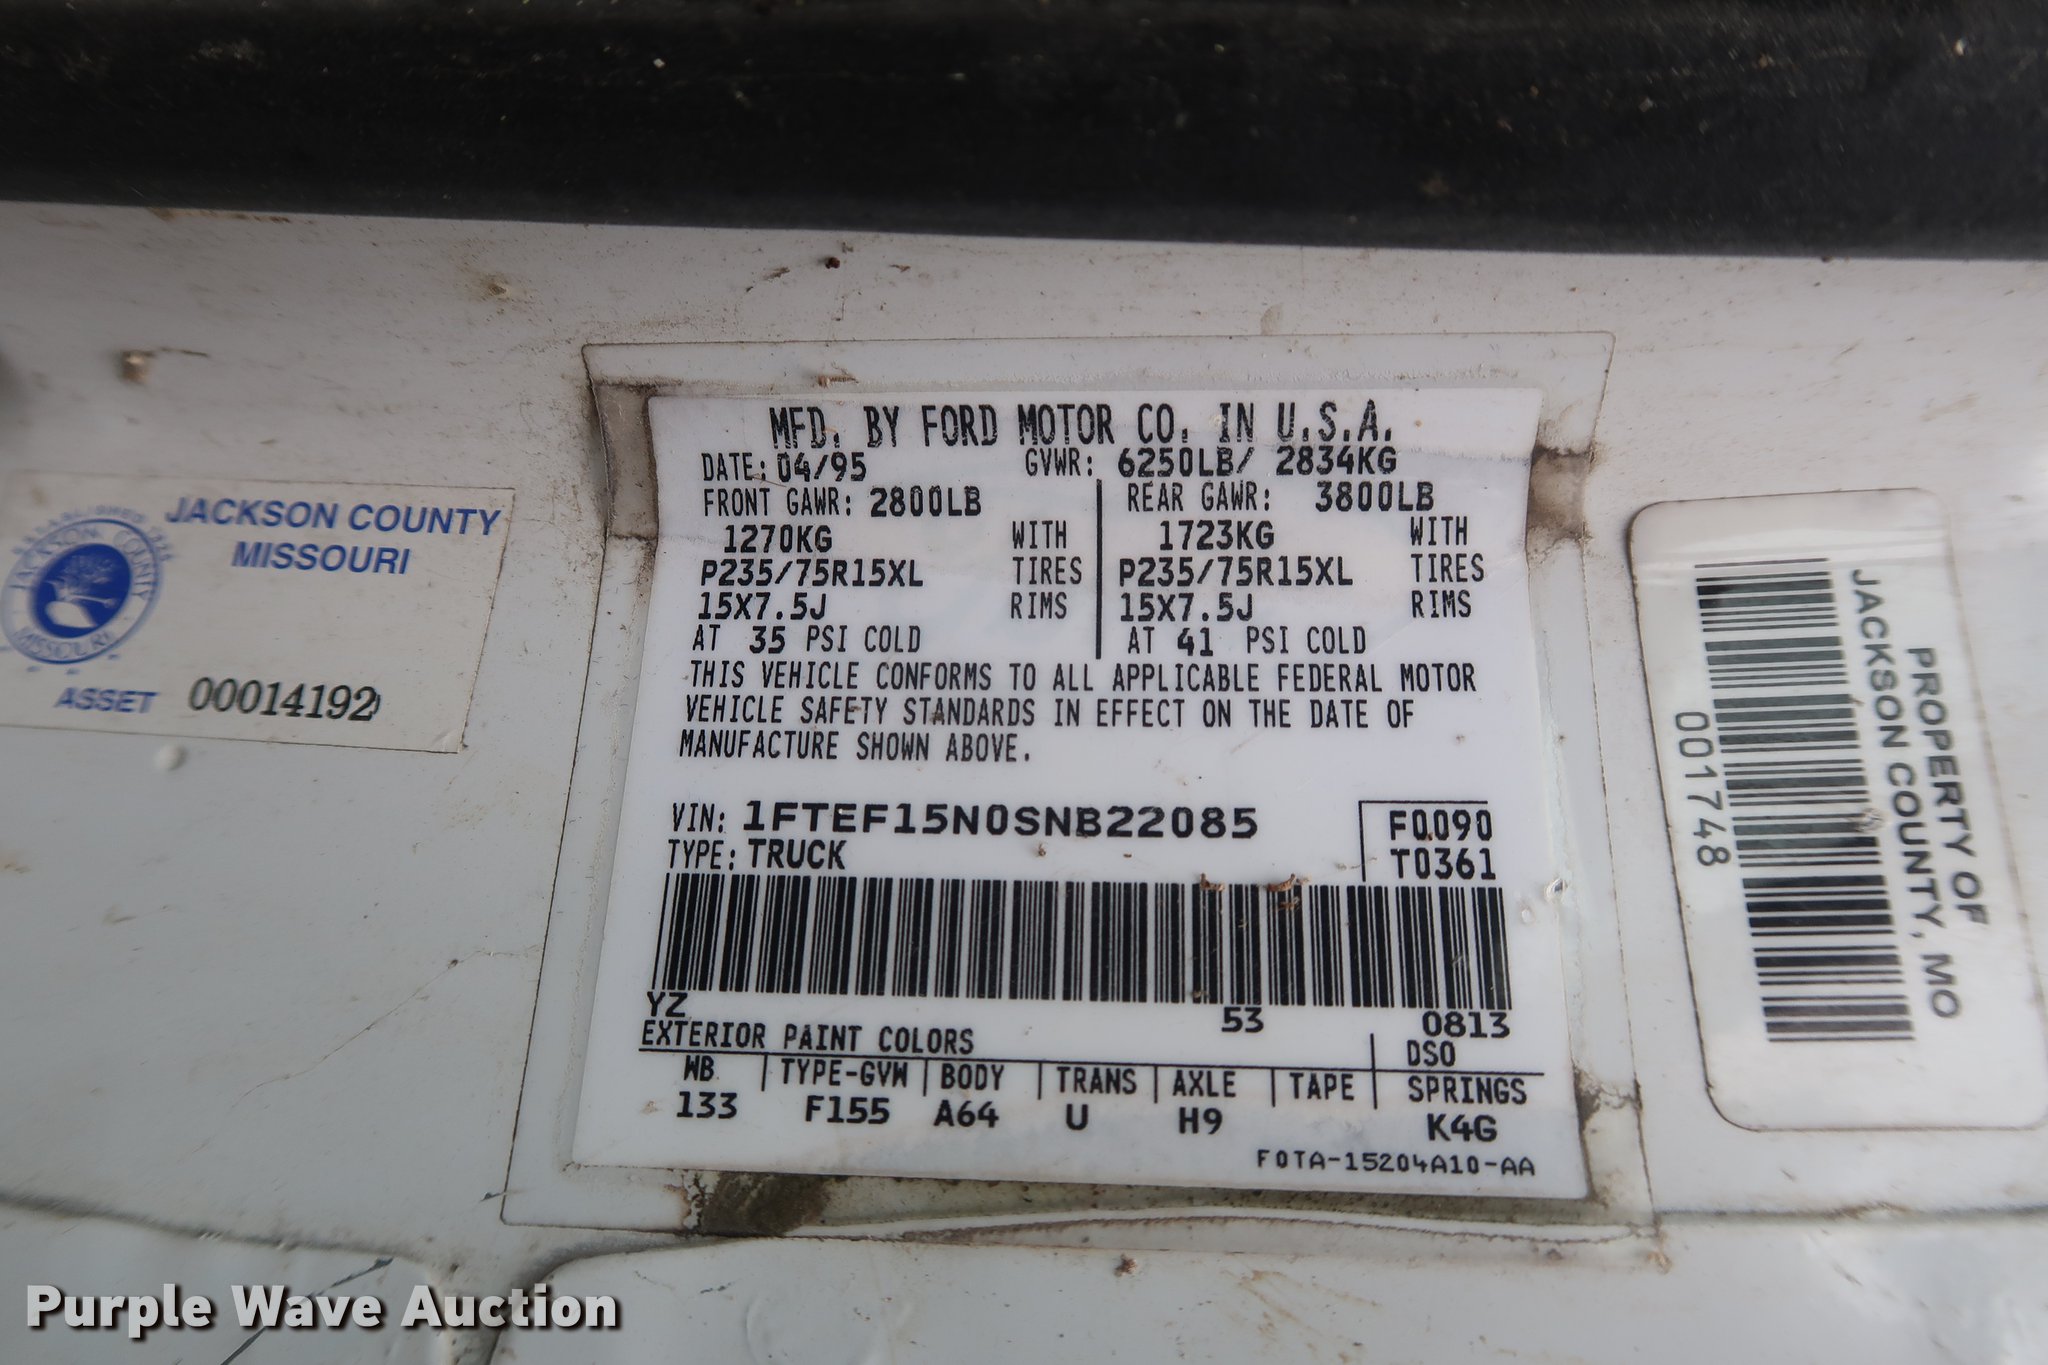 JACKSON COUNTY
MISSOURI
JACKSON COUNTY
MISSOURI
ASSET 00014192
MFD. BY FORD MOTOR CO. IN U.S.A.
DATE: 04/95 GVWR: 6250LB/ 2834KG
FRONT GAWR: 2800LB REAR GAWR: 3800LB
1270KG WITH 1723KG WITH
P235/75R15XL TIRES P235/75R15XL TIRES
15X7.5J RIMS 15X7.5J RIMS
AT 35 PSI COLD AT 41 PSI COLD
THIS VEHICLE CONFORMS TO ALL APPLICABLE FEDERAL MOTOR
VEHICLE SAFETY STANDARDS IN EFFECT ON THE DATE OF
MANUFACTURE SHOWN ABOVE.
VIN: 1FTEF15N0SNB22085 F0090
TYPE: TRUCK T0361
YZ 53 0813
EXTERIOR PAINT COLORS DSO
WB TYPE-GVW BODY TRANS AXLE TAPE SPRINGS
133 F155 A64 U H9 K4G
F0TA-15204A10-AA
PROPERTY OF
JACKSON COUNTY, MO
001748
Purple Wave Auction